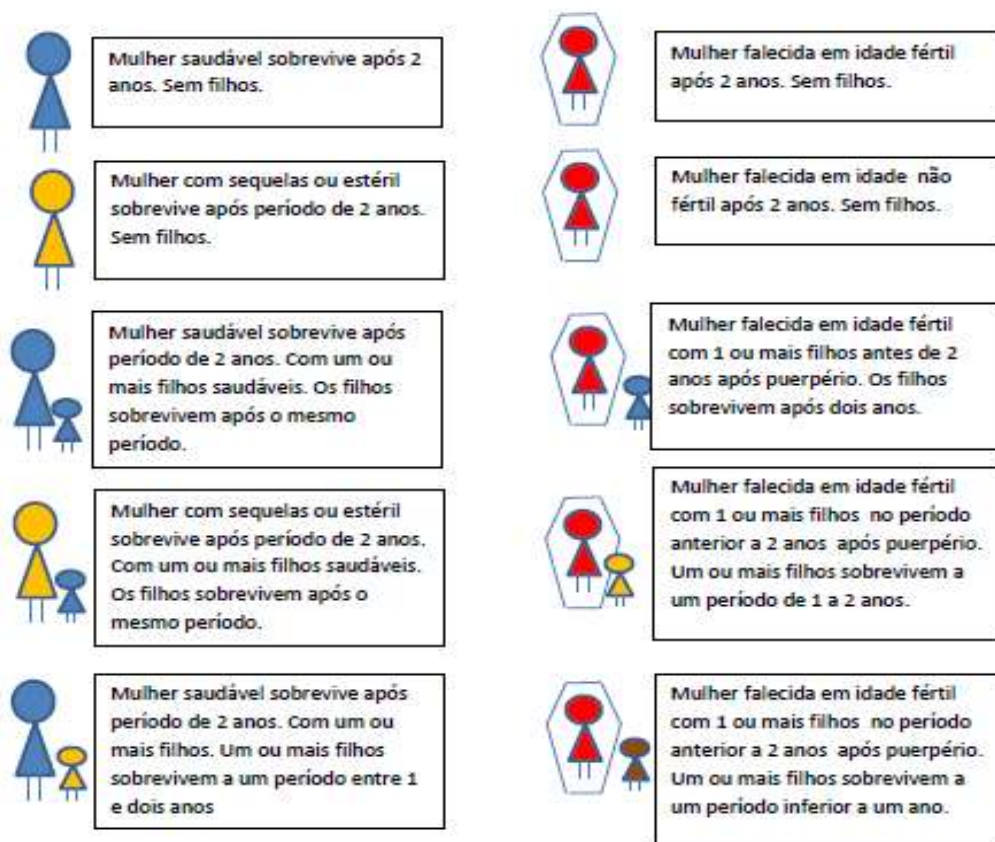 Mulher saudável sobrevive após 2
anos. Sem filhos.
Mulher com sequelas ou estéril
sobrevive após período de 2 anos.
Sem filhos.
Mulher saudável sobrevive após
período de 2 anos. Com um ou
mais filhos saudáveis. Os filhos
sobrevivem após o mesmo
período.
Mulher com sequelas ou estéril
sobrevive após período de 2 anos.
Com um ou mais filhos saudáveis.
Os filhos sobrevivem após o
mesmo período.
Mulher saudável sobrevive após
período de 2 anos. Com um ou
mais filhos. Um ou mais filhos
sobrevivem a um período entre 1
e dois anos
Mulher falecida em idade fértil
após 2 anos. Sem filhos.
Mulher falecida em idade não
fértil após 2 anos. Sem filhos.
Mulher falecida em idade fértil
com 1 ou mais filhos antes de 2
anos após puerpério. Os filhos
sobrevivem após dois anos.
Mulher falecida em idade fértil
com 1 ou mais filhos no período
anterior a 2 anos após puerpério.
Um ou mais filhos sobrevivem a
um período de 1 a 2 anos.
Mulher falecida em idade fértil
com 1 ou mais filhos no período
anterior a 2 anos após puerpério.
Um ou mais filhos sobrevivem a
um período inferior a um ano.